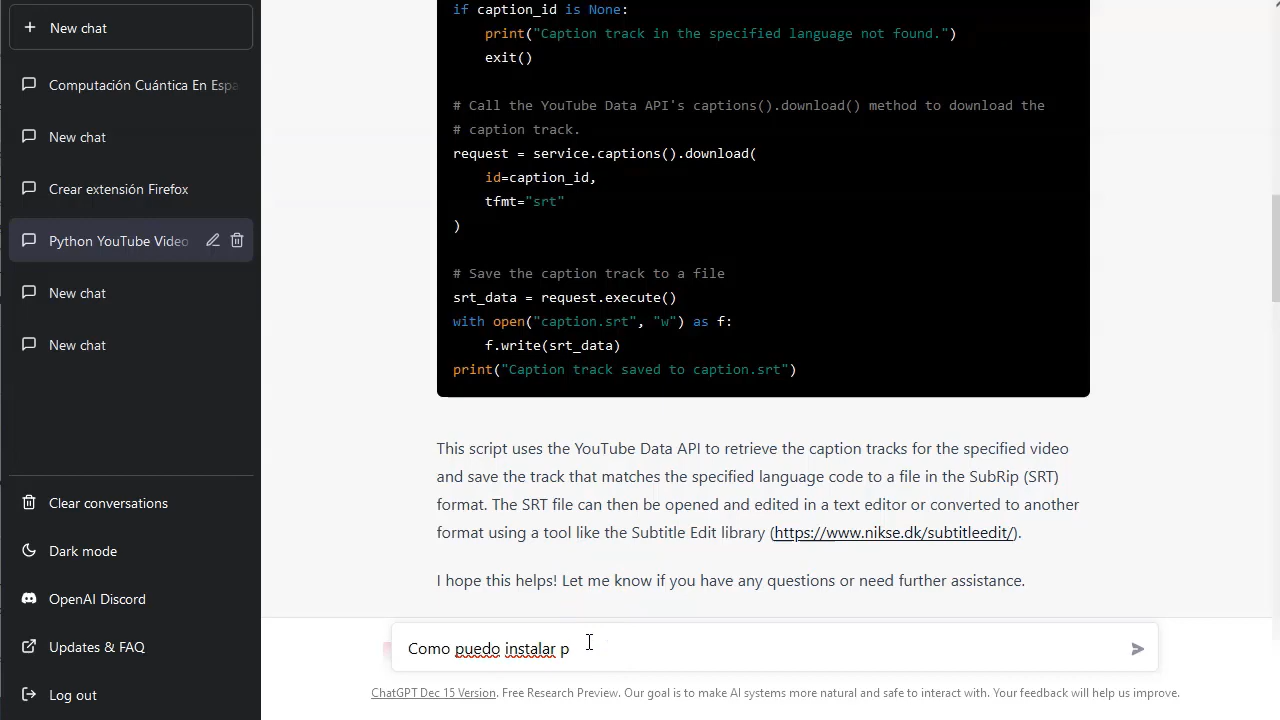 New chat
Computación Cuántica En Espa
New chat
Crear extensión Firefox
Python YouTube Video
New chat
New chat
Clear conversations
Dark mode
OpenAI Discord
Updates & FAQ
Log out
if caption_id is None:
print("Caption track in the specified language not found.")
exit()
# Call the YouTube Data API's captions().download() method to download the
# caption track.
request = service.captions().download(
id=caption_id,
tfmt="srt"
)
# Save the caption track to a file
srt_data = request.execute()
with open("caption.srt", "w") as f:
f.write(srt_data)
print("Caption track saved to caption.srt")
This script uses the YouTube Data API to retrieve the caption tracks for the specified video
and save the track that matches the specified language code to a file in the SubRip (SRT)
format. The SRT file can then be opened and edited in a text editor or converted to another
format using a tool like the Subtitle Edit library (https://www.nikse.dk/subtitleedit/).
I hope this helps! Let me know if you have any questions or need further assistance.
Como puedo instalar p
ChatGPT Dec 15 Version. Free Research Preview. Our goal is to make AI systems more natural and safe to interact with. Your feedback will help us improve.